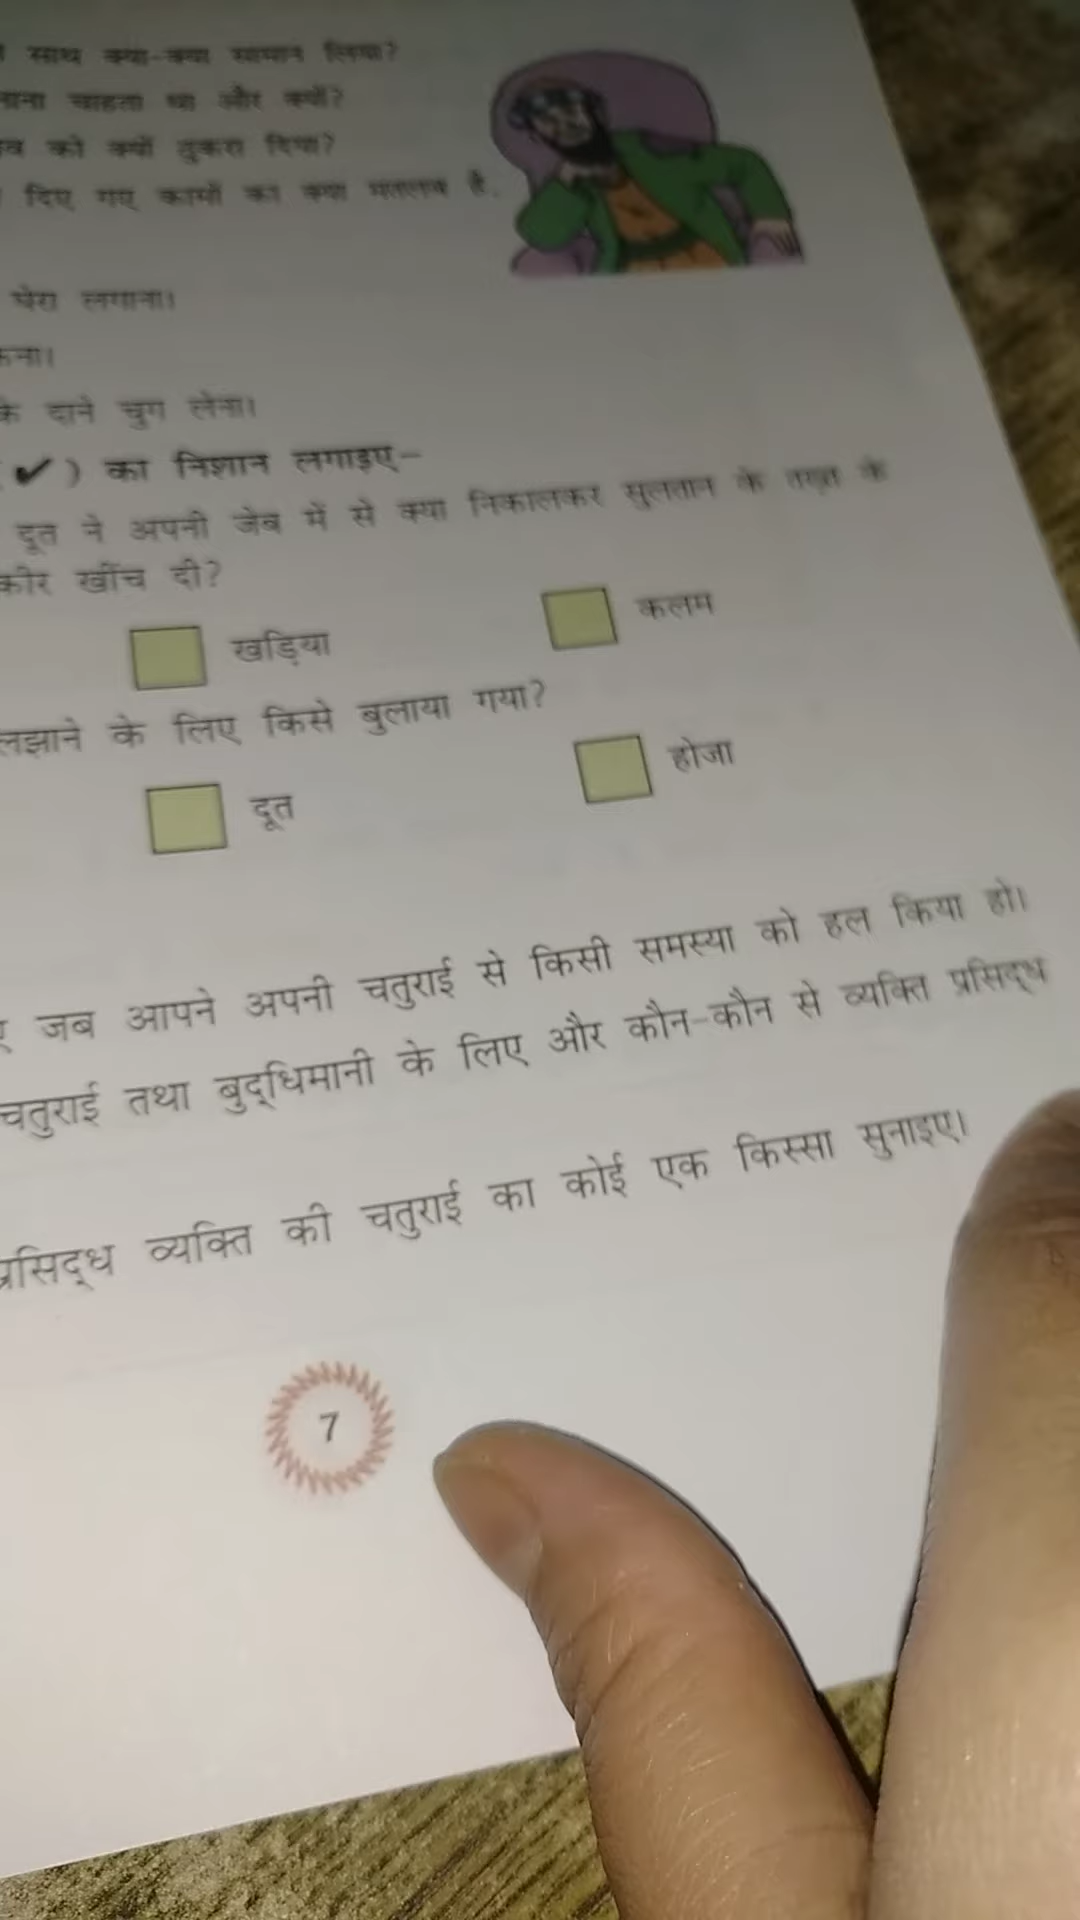 साथ क्या-क्या सामान लिया?
चाहता था और क्यों?
को क्यों ठुकरा दिया?
दिए गए कामों का क्या मतलब है-
घेरा लगाना।
के दाने चुग लेना।
(✔) का निशान लगाइए-
दूत ने अपनी जेब में से क्या निकालकर सुलतान के तख़्त के
खींच दी?
खड़िया
कलम
के लिए किसे बुलाया गया?
दूत
होजा
जब आपने अपनी चतुराई से किसी समस्या को हल किया हो।
चतुराई तथा बुद्धिमानी के लिए और कौन-कौन से व्यक्ति प्रसिद्ध
प्रसिद्ध व्यक्ति की चतुराई का कोई एक किस्सा सुनाइए।
7